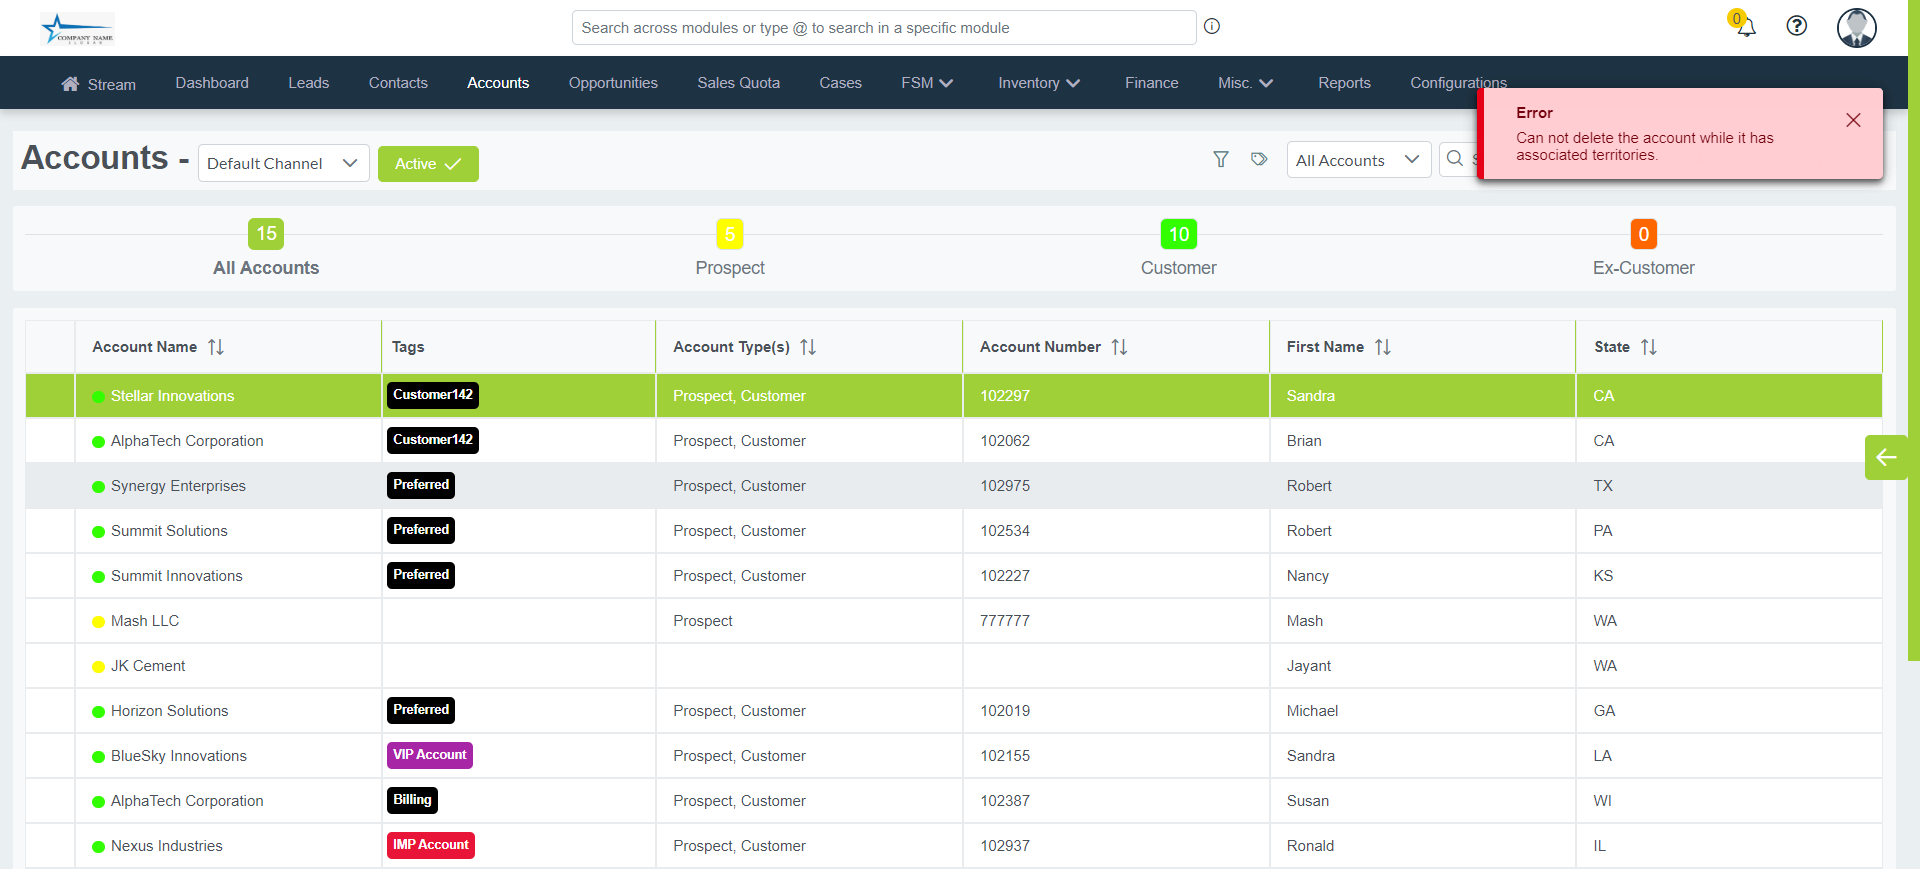 COMPANY NAME
Search across modules or type @ to search in a specific module
0
Stream Dashboard Leads Contacts Accounts Opportunities Sales Quota Cases FSM Inventory Finance Misc. Reports Configurations
Error
Can not delete the account while it has
associated territories.
Accounts - Default Channel Active All Accounts
15 5 10 0
All Accounts Prospect Customer Ex-Customer
Account Name Tags Account Type(s) Account Number First Name State
Stellar Innovations Customer142 Prospect, Customer 102297 Sandra CA
AlphaTech Corporation Customer142 Prospect, Customer 102062 Brian CA
Synergy Enterprises Preferred Prospect, Customer 102975 Robert TX
Summit Solutions Preferred Prospect, Customer 102534 Robert PA
Summit Innovations Preferred Prospect, Customer 102227 Nancy KS
Mash LLC Prospect 777777 Mash WA
JK Cement Jayant WA
Horizon Solutions Preferred Prospect, Customer 102019 Michael GA
BlueSky Innovations VIP Account Prospect, Customer 102155 Sandra LA
AlphaTech Corporation Billing Prospect, Customer 102387 Susan WI
Nexus Industries IMP Account Prospect, Customer 102937 Ronald IL